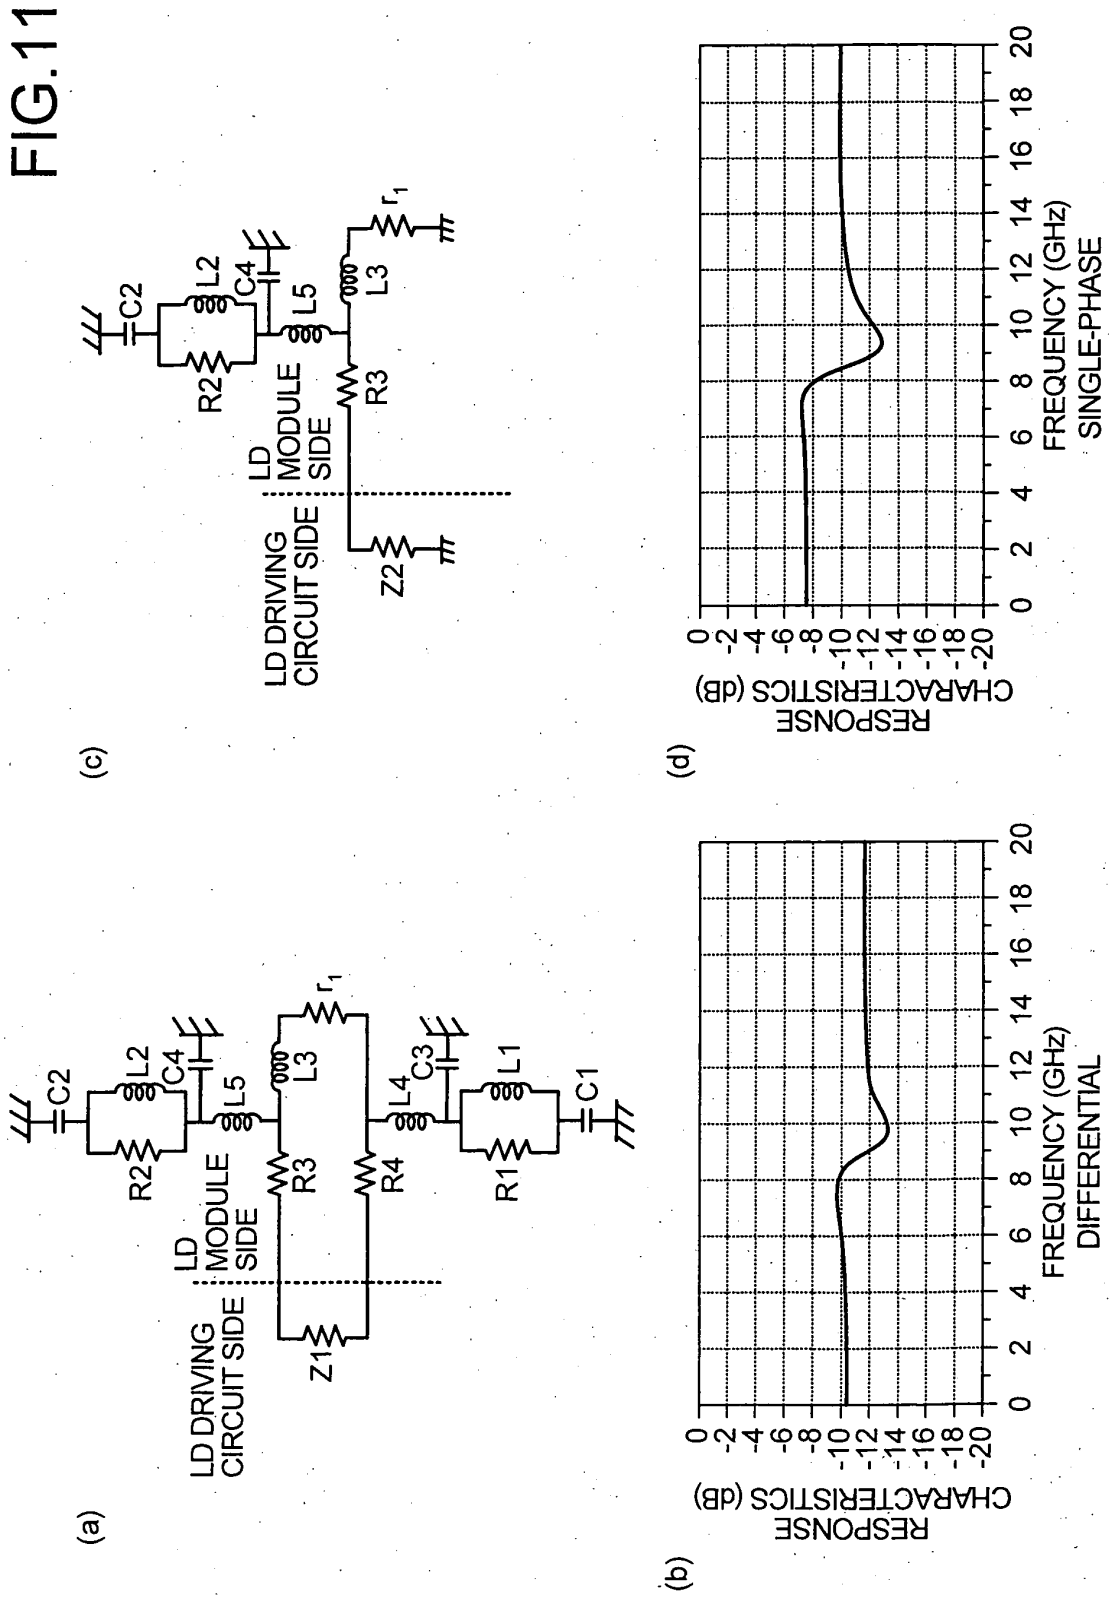 FIG.11
(a)
LD DRIVING
CIRCUIT SIDE
LD
MODULE
SIDE
Z1
R3
R4
R2
L2
C2
C4
L5
L3
r1
L4
C3
L1
R1
C1
(b)
RESPONSE
CHARACTERISTICS (dB)
0
-2
-4
-6
-8
-10
-12
-14
-16
-18
-20
0 2 4 6 8 10 12 14 16 18 20
FREQUENCY (GHz)
DIFFERENTIAL
(c)
LD DRIVING
CIRCUIT SIDE
LD
MODULE
SIDE
Z2
R3
R2
L2
C2
C4
L5
L3
r1
(d)
RESPONSE
CHARACTERISTICS (dB)
0
-2
-4
-6
-8
-10
-12
-14
-16
-18
-20
0 2 4 6 8 10 12 14 16 18 20
FREQUENCY (GHz)
SINGLE-PHASE